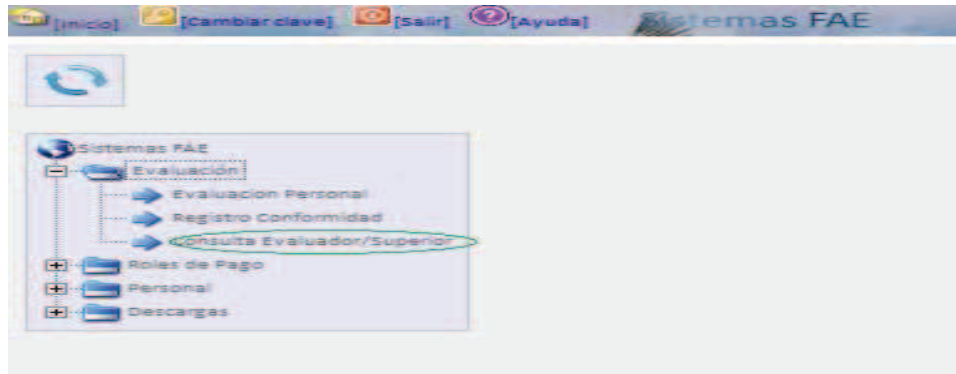 [Inicio] [Cambiar clave] [Salir] [Ayuda] Sistemas FAE
Sistemas FAE
Evaluación
Evaluacion Personal
Registro Conformidad
Consulta Evaluador/Superior
Roles de Pago
Personal
Descargas